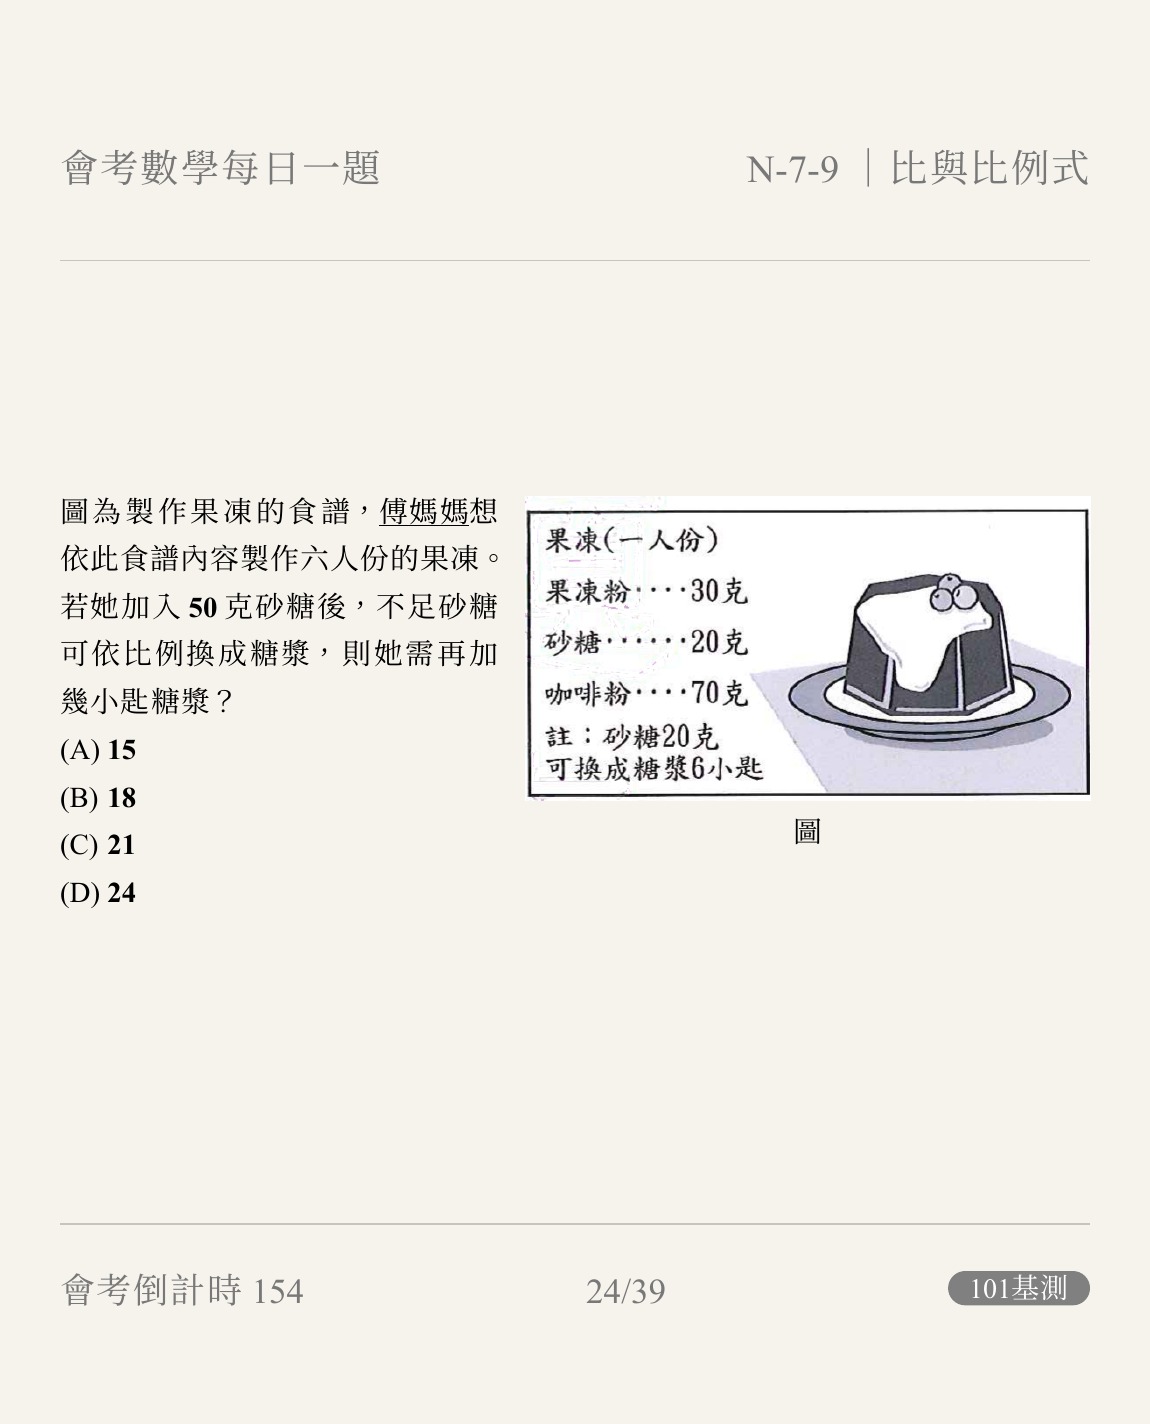 會考數學每日一題
N-7-9 ｜比與比例式
圖為製作果凍的食譜，傅媽媽想
依此食譜內容製作六人份的果凍。
若她加入 50 克砂糖後，不足砂糖
可依比例換成糖漿，則她需再加
幾小匙糖漿？
(A) 15
(B) 18
(C) 21
(D) 24
果凍(一人份)
果凍粉····30克
砂糖······20克
咖啡粉····70克
註：砂糖20克
可換成糖漿6小匙
圖
會考倒計時 154
24/39
101基測